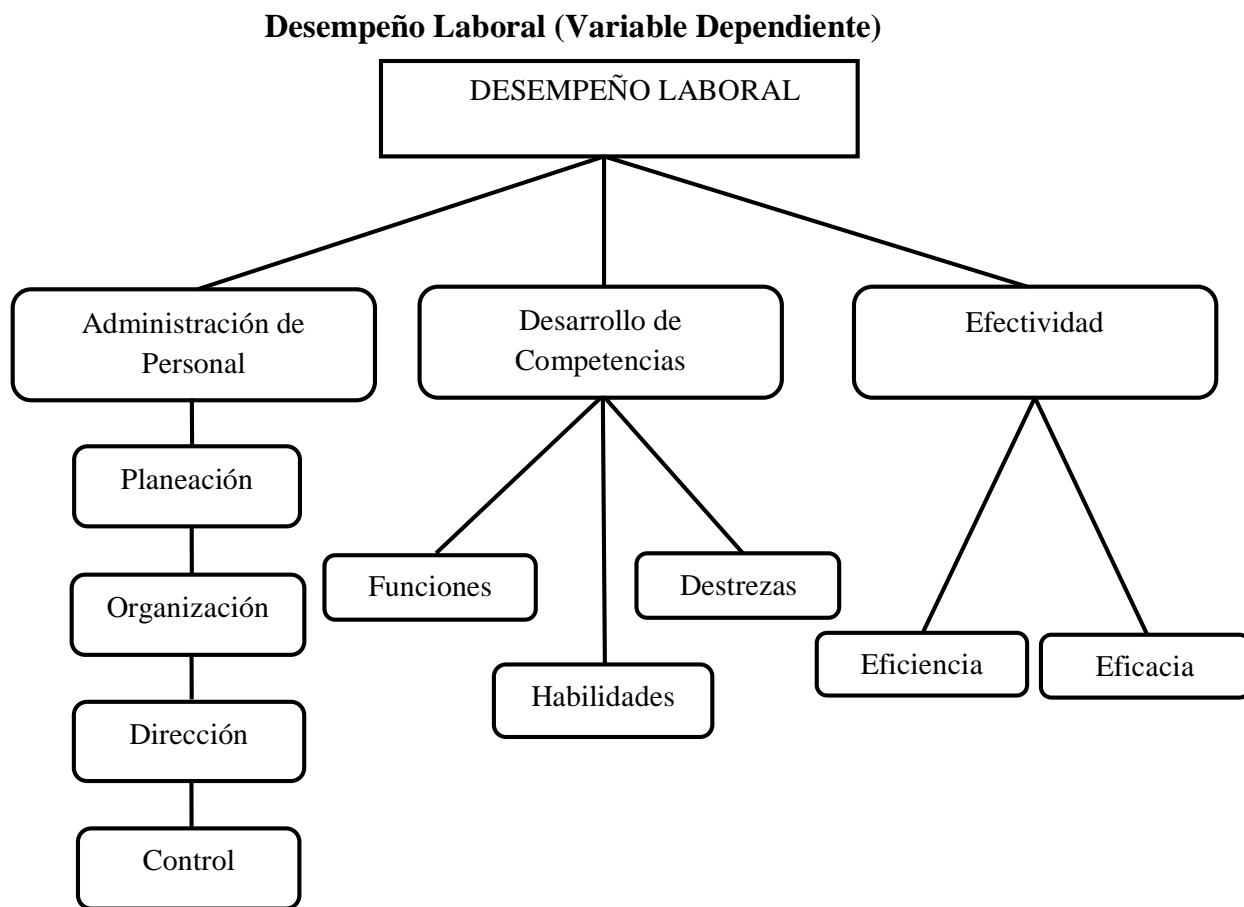 Desempeño Laboral (Variable Dependiente)
DESEMPEÑO LABORAL
Administración de
Personal
Desarrollo de
Competencias
Efectividad
Planeación
Organización
Dirección
Control
Funciones
Habilidades
Destrezas
Eficiencia
Eficacia